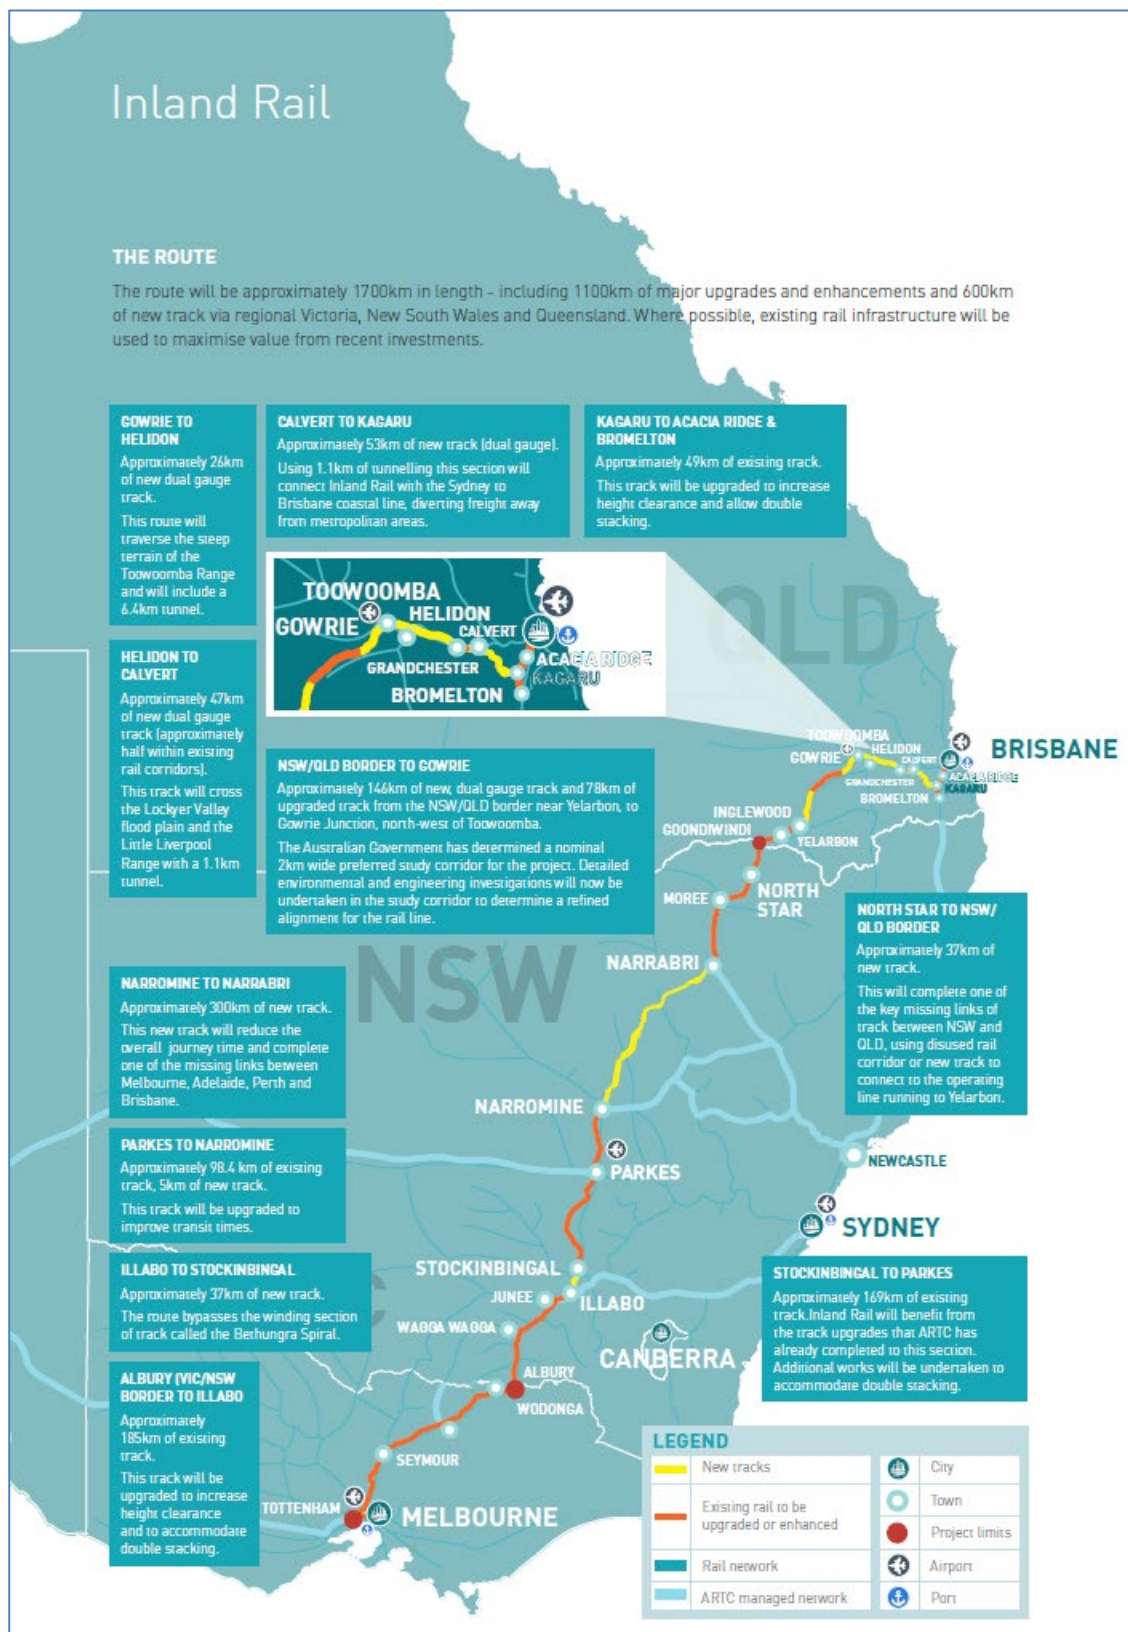 Inland Rail
THE ROUTE
The route will be approximately 1700km in length - including 1100km of major upgrades and enhancements and 600km
of new track via regional Victoria, New South Wales and Queensland. Where possible, existing rail infrastructure will be
used to maximise value from recent investments.
GOWRIE TO
HELIDON
Approximately 26km
of new dual gauge
track.
This route will
traverse the steep
terrain of the
Toowoomba Range
and will include a
6.4km tunnel.
CALVERT TO KAGARU
Approximately 53km of new track (dual gauge).
Using 1.1km of tunnelling this section will
connect Inland Rail with the Sydney to
Brisbane coastal line, diverting freight away
from metropolitan areas.
KAGARU TO ACACIA RIDGE &
BROMELTON
Approximately 49km of existing track.
This track will be upgraded to increase
height clearance and allow double
stacking.
TOOWOOMBA
HELIDON
GOWRIE
CALVERT
GRANDCHESTER
ACACIA RIDGE
KAGARU
BROMELTON
QLD
HELIDON TO
CALVERT
Approximately 47km
of new dual gauge
track (approximately
half within existing
rail corridors).
This track will cross
the Lockyer Valley
flood plain and the
Little Liverpool
Range with a 1.1km
tunnel.
NSW/QLD BORDER TO GOWRIE
Approximately 146km of new, dual gauge track and 78km of
upgraded track from the NSW/QLD border near Yelarbon, to
Gowrie Junction, north-west of Toowoomba.
The Australian Government has determined a nominal
2km wide preferred study corridor for the project. Detailed
environmental and engineering investigations will now be
undertaken in the study corridor to determine a refined
alignment for the rail line.
TOOWOOMBA
HELIDON
GOWRIE
CALVERT
BRISBANE
ACACIA RIDGE
GRANDCHESTER
KAGARU
BROMELTON
INGLEWOOD
GOONDIWINDI
YELARBON
NORTH
STAR
MOREE
NARRABRI
NORTH STAR TO NSW/
QLD BORDER
Approximately 37km of
new track.
This will complete one of
the key missing links of
track between NSW and
QLD, using disused rail
corridor or new track to
connect to the operating
line running to Yelarbon.
NSW
NARROMINE TO NARRABRI
Approximately 300km of new track.
This new track will reduce the
overall journey time and complete
one of the missing links between
Melbourne, Adelaide, Perth and
Brisbane.
NARROMINE
PARKES TO NARROMINE
Approximately 98.4 km of existing
track, 5km of new track.
This track will be upgraded to
improve transit times.
PARKES
NEWCASTLE
SYDNEY
ILLABO TO STOCKINBINGAL
Approximately 37km of new track.
The route bypasses the winding section
of track called the Bethungra Spiral.
STOCKINBINGAL
JUNEE
ILLABO
WAGGA WAGGA
CANBERRA
STOCKINBINGAL TO PARKES
Approximately 169km of existing
track.Inland Rail will benefit from
the track upgrades that ARTC has
already completed to this section.
Additional works will be undertaken to
accommodate double stacking.
ALBURY (VIC/NSW
BORDER TO ILLABO
Approximately
185km of existing
track.
This track will be
upgraded to increase
height clearance
and to accommodate
double stacking.
ALBURY
WODONGA
SEYMOUR
TOTTENHAM
MELBOURNE
LEGEND
New tracks
City
Existing rail to be
upgraded or enhanced
Town
Project limits
Rail network
Airport
ARTC managed network
Port